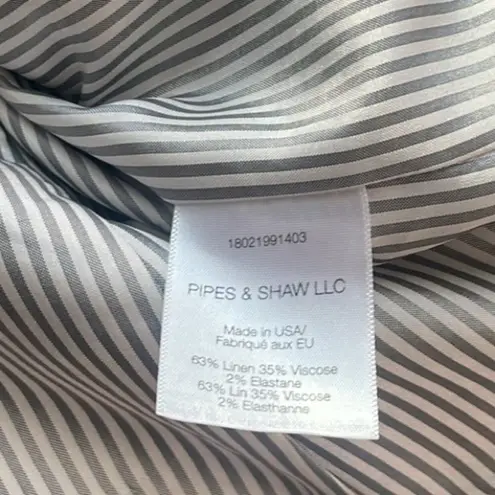 18021991403
PIPES & SHAW LLC
Made in USA/
Fabriqué aux EU
63% Linen 35% Viscose
2% Elastane
63% Lin 35% Viscose
2% Elasthanne